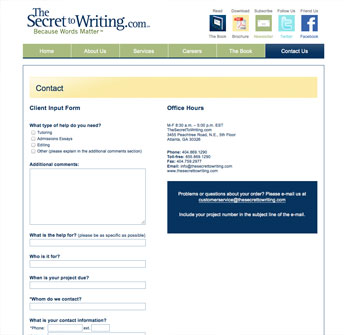 The
Secret to Writing.com
Because Words Matter
Read Download Subscribe Follow Us Friend Us
The Book Brochure Newsletter Twitter Facebook
Home About Us Services Careers The Book Contact Us
Contact
Client Input Form
What type of help do you need?
Tutoring
Admissions Essays
Editing
Other (please explain in the additional comments section)
Additional comments:
What is the help for? (please be as specific as possible)
Who is it for?
When is your project due?
*Whom do we contact?
What is your contact information?
*Phone: ext.
Office Hours
M-F 8:30 a.m. – 5:00 p.m. EST
TheSecretToWriting.com
3455 Peachtree Road, N.E., 5th Floor
Atlanta, GA 30326
Phone: 404.869.1290
Toll-free:
Fax: 404.759.2977
Email: info@thesecrettowriting.com
www.thesecrettowriting.com
Problems or questions about your order? Please e-mail us at
customerservice@thesecrettowriting.com
Include your project number in the subject line of the e-mail.